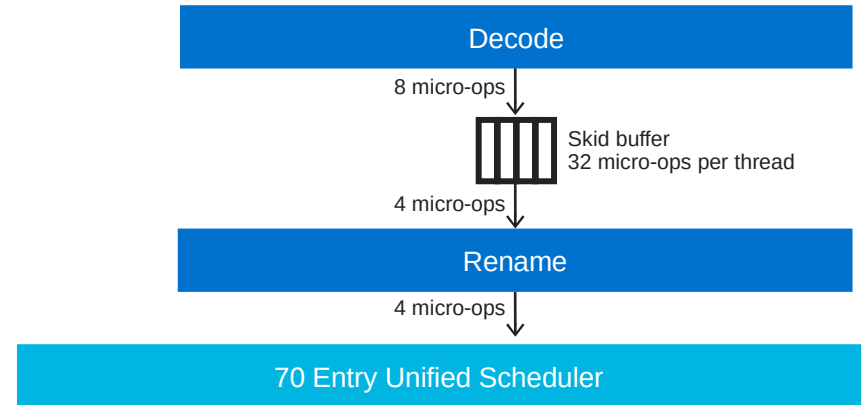 Decode
8 micro-ops
Skid buffer
32 micro-ops per thread
4 micro-ops
Rename
4 micro-ops
70 Entry Unified Scheduler